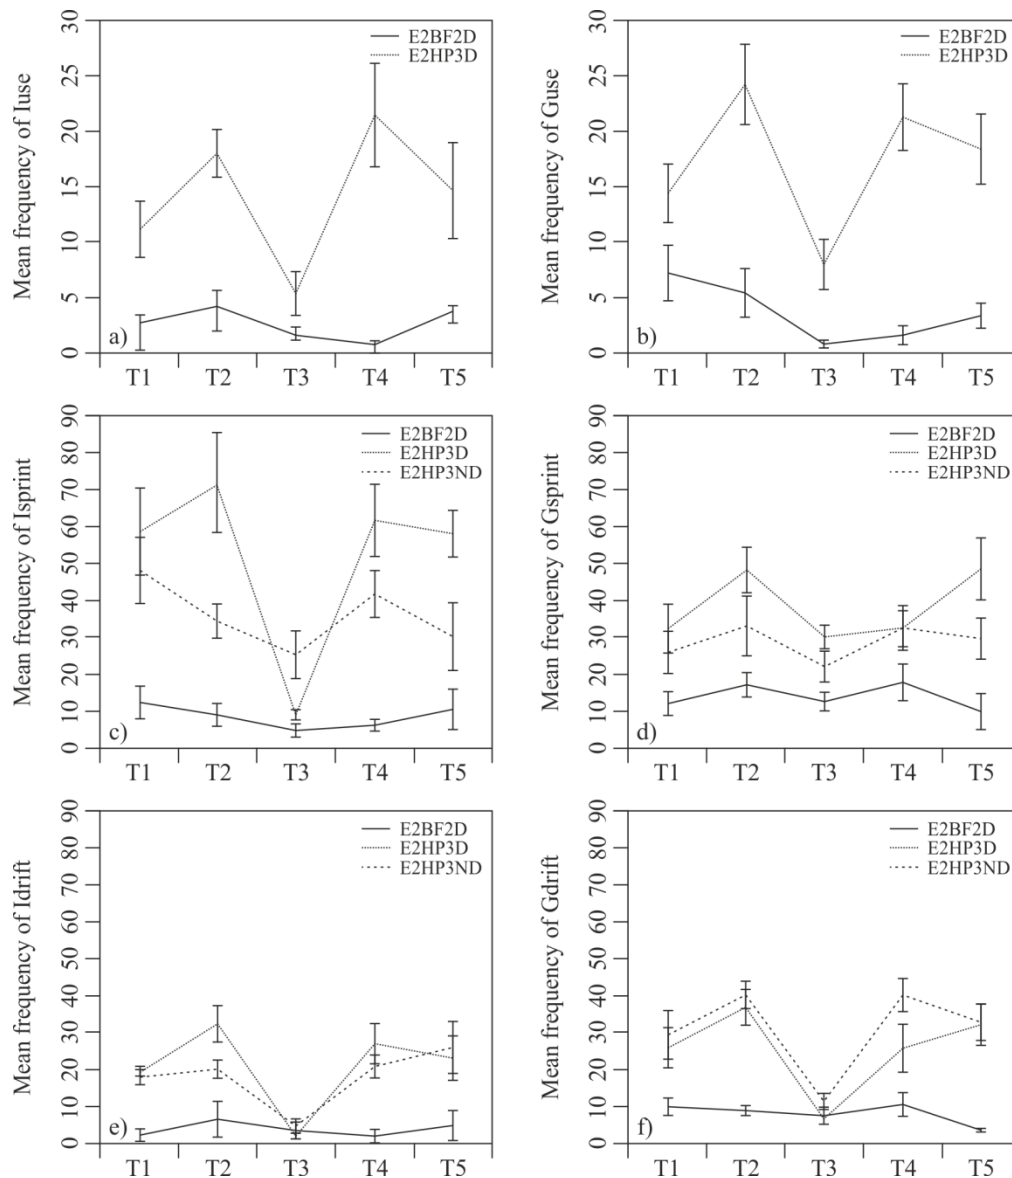 Mean frequency of Iuse
30
25
20
15
10
5
0
E2BF2D
E2HP3D
a)
T1 T2 T3 T4 T5
Mean frequency of Guse
30
25
20
15
10
5
0
E2BF2D
E2HP3D
b)
T1 T2 T3 T4 T5
Mean frequency of Isprint
90
80
70
60
50
40
30
20
10
0
E2BF2D
E2HP3D
E2HP3ND
c)
T1 T2 T3 T4 T5
Mean frequency of Gsprint
90
80
70
60
50
40
30
20
10
0
E2BF2D
E2HP3D
E2HP3ND
d)
T1 T2 T3 T4 T5
Mean frequency of Idrift
90
80
70
60
50
40
30
20
10
0
E2BF2D
E2HP3D
E2HP3ND
e)
T1 T2 T3 T4 T5
Mean frequency of Gdrift
90
80
70
60
50
40
30
20
10
0
E2BF2D
E2HP3D
E2HP3ND
f)
T1 T2 T3 T4 T5